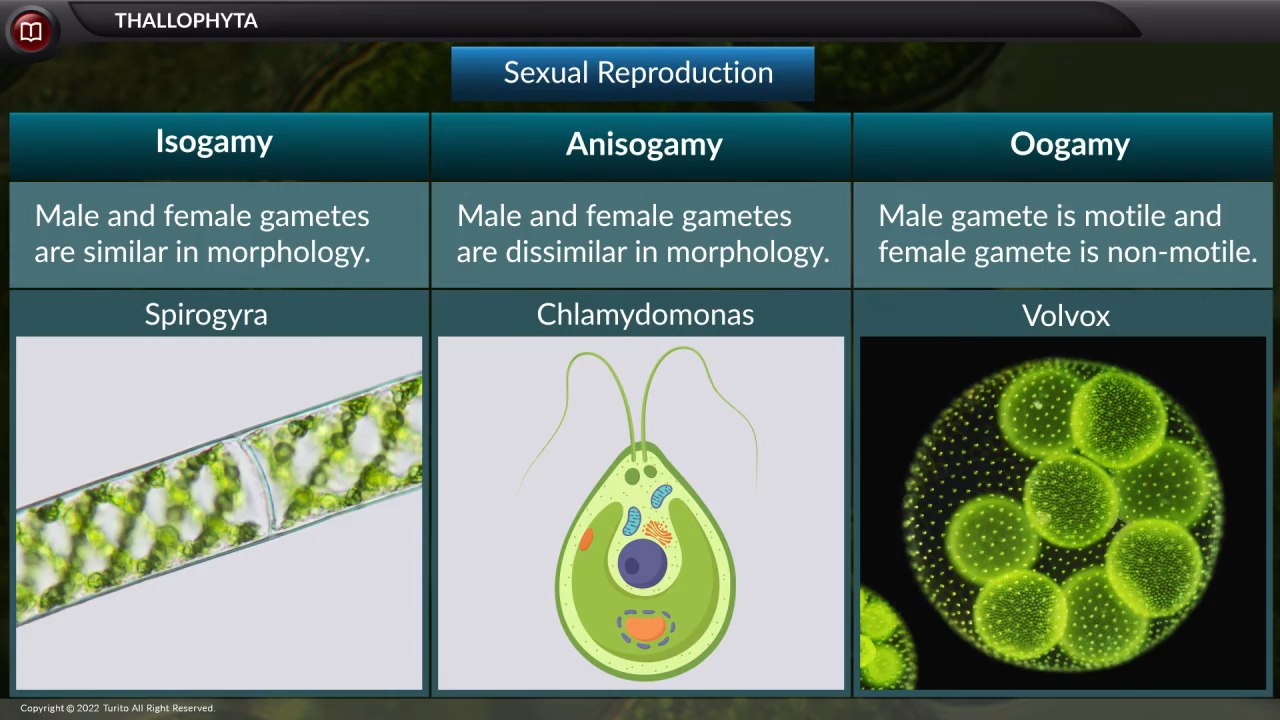 THALLOPHYTA
Sexual Reproduction
Isogamy
Anisogamy
Oogamy
Male and female gametes
are similar in morphology.
Male and female gametes
are dissimilar in morphology.
Male gamete is motile and
female gamete is non-motile.
Spirogyra
Chlamydomonas
Volvox
Copyright © 2022 Turito All Right Reserved.